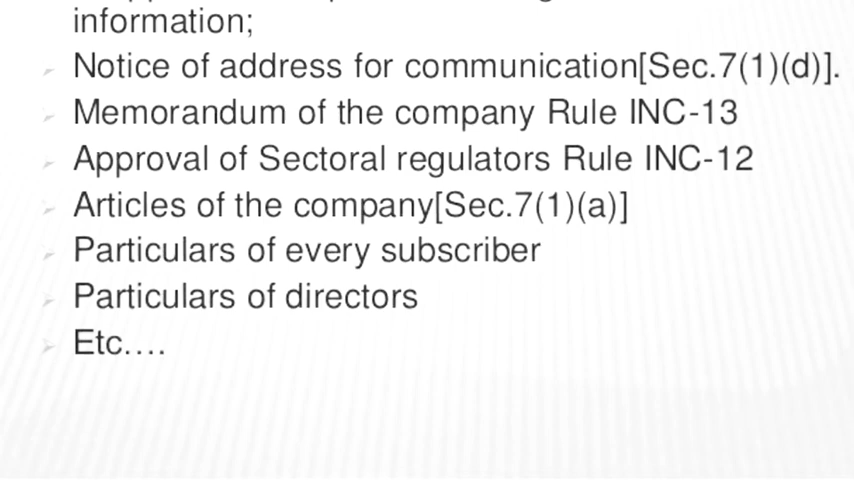 information;
Notice of address for communication[Sec.7(1)(d)].
Memorandum of the company Rule INC-13
Approval of Sectoral regulators Rule INC-12
Articles of the company[Sec.7(1)(a)]
Particulars of every subscriber
Particulars of directors
Etc….